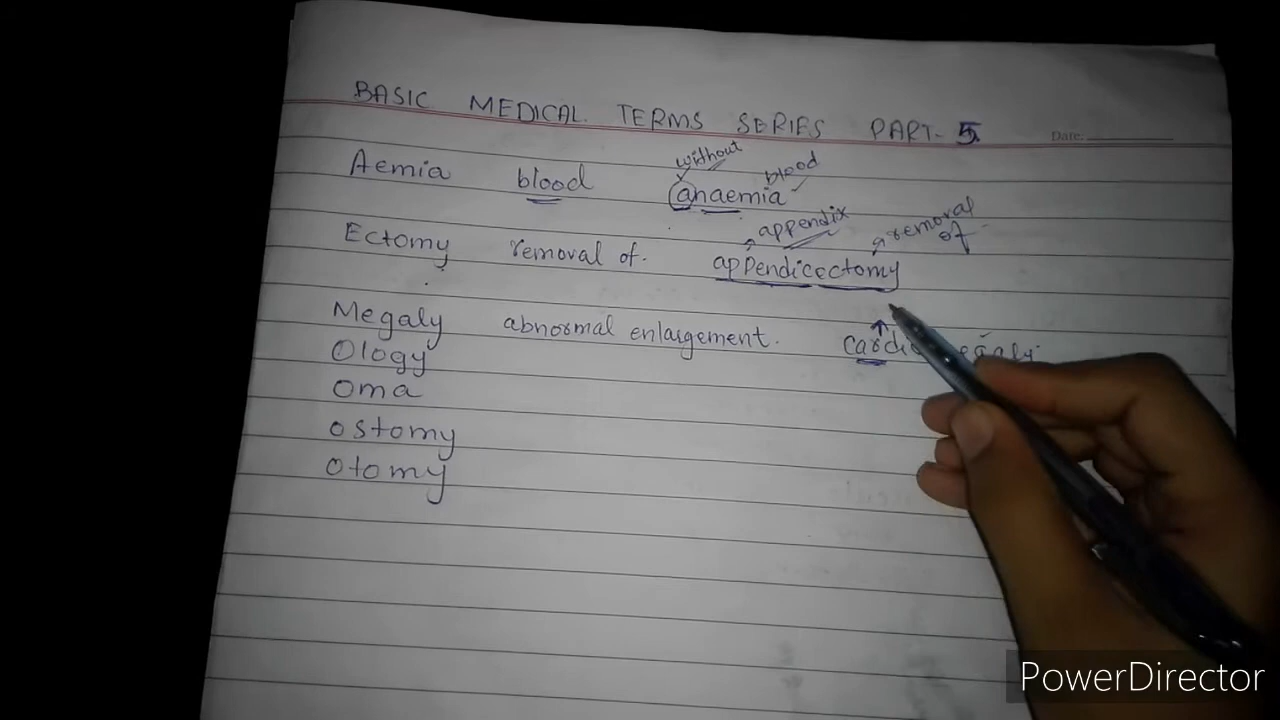 BASIC MEDICAL TERMS SERIES PART-5
Date:
without blood
Aemia blood anaemia
appendix removal of
Ectomy removal of. appendicectomy
Megaly abnormal enlargement.
Ology
Oma
ostomy
Otomy
PowerDirector